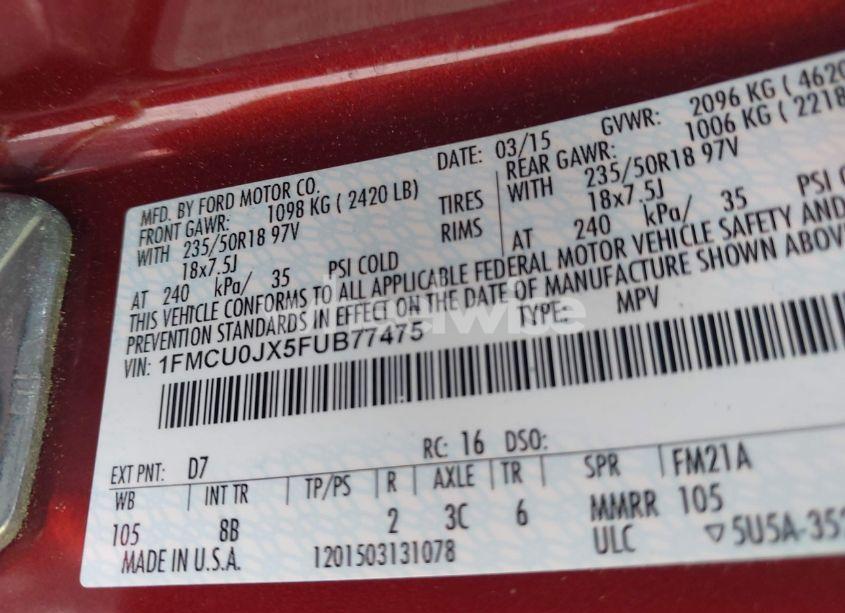 MFD. BY FORD MOTOR CO. DATE: 03/15 GVWR: 2096 KG ( 4620
FRONT GAWR: 1098 KG ( 2420 LB) REAR GAWR: 1006 KG ( 2218
WITH 235/50R18 97V TIRES WITH 235/50R18 97V
18x7.5J RIMS 18x7.5J
AT 240 kPa/ 35 PSI COLD AT 240 kPa/ 35 PSI CO
THIS VEHICLE CONFORMS TO ALL APPLICABLE FEDERAL MOTOR VEHICLE SAFETY AND
PREVENTION STANDARDS IN EFFECT ON THE DATE OF MANUFACTURE SHOWN ABOV
VIN: 1FMCU0JX5FUB77475 TYPE: MPV
EXT PNT: D7 RC: 16 DSO:
WB INT TR TP/PS R AXLE TR SPR FM21A
105 8B 2 3C 6 MMRR 105
MADE IN U.S.A. 1201503131078 ULC ▽5U5A-35